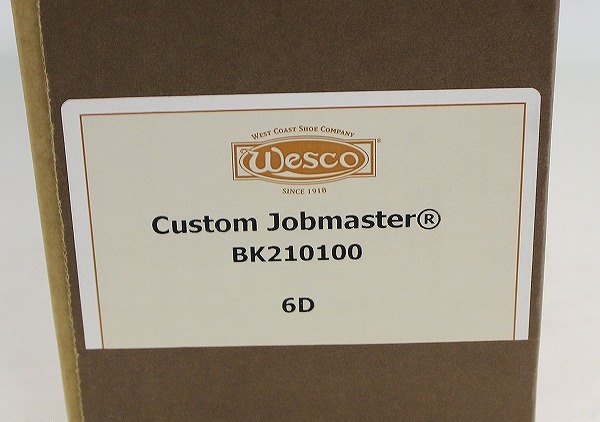 WEST COAST SHOE COMPANY
Wesco®
SINCE 1918
Custom Jobmaster®
BK210100
6D